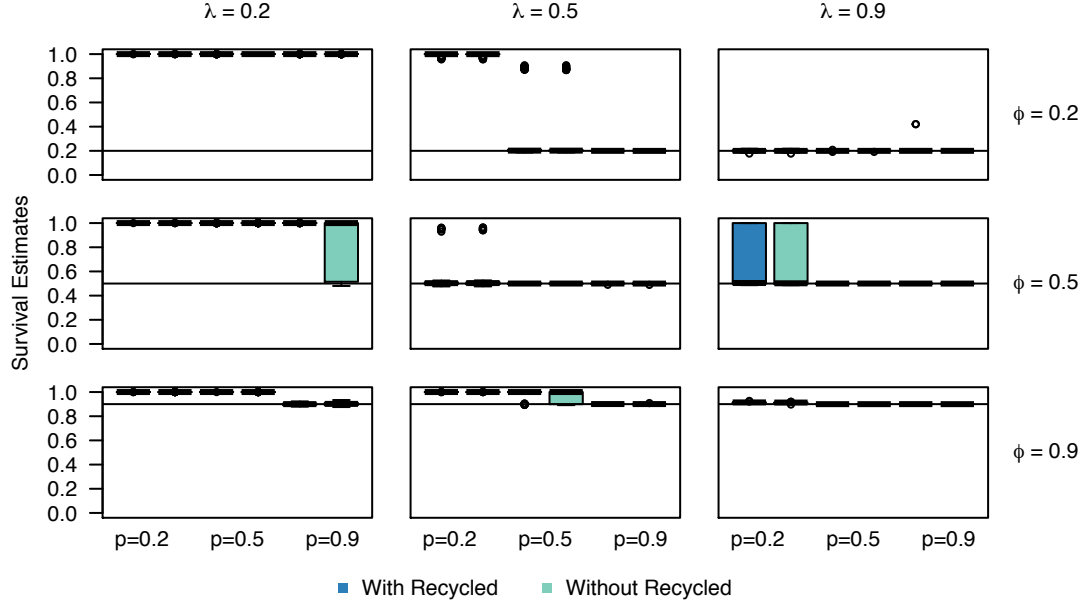 λ = 0.2 λ = 0.5 λ = 0.9
1.0
0.8
0.6
0.4
0.2
0.0
ϕ = 0.2
Survival Estimates
1.0
0.8
0.6
0.4
0.2
0.0
ϕ = 0.5
1.0
0.8
0.6
0.4
0.2
0.0
ϕ = 0.9
p=0.2 p=0.5 p=0.9 p=0.2 p=0.5 p=0.9 p=0.2 p=0.5 p=0.9
With Recycled Without Recycled